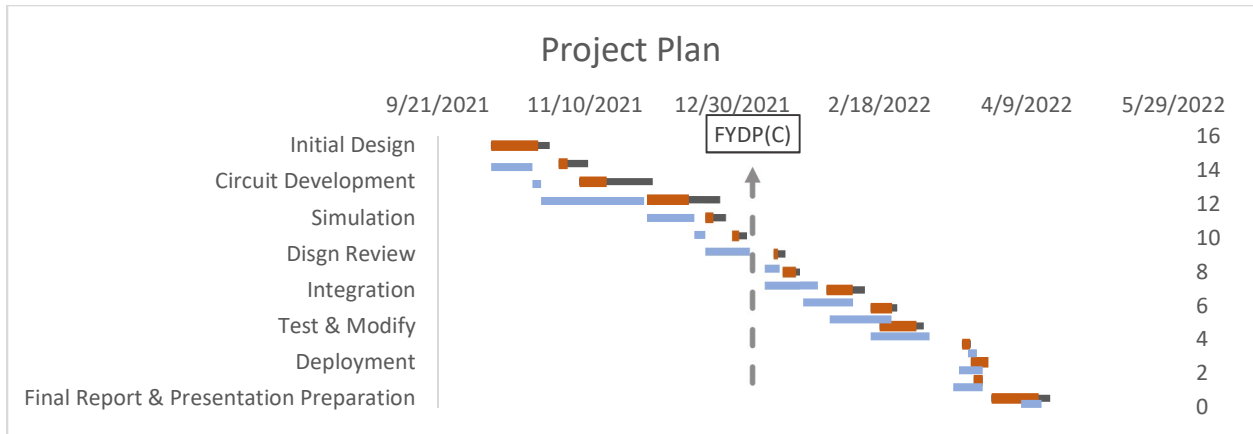 Project Plan
9/21/2021 11/10/2021 12/30/2021 2/18/2022 4/9/2022 5/29/2022
FYDP(C)
Initial Design
Circuit Development
Simulation
Disgn Review
Integration
Test & Modify
Deployment
Final Report & Presentation Preparation
16
14
12
10
8
6
4
2
0